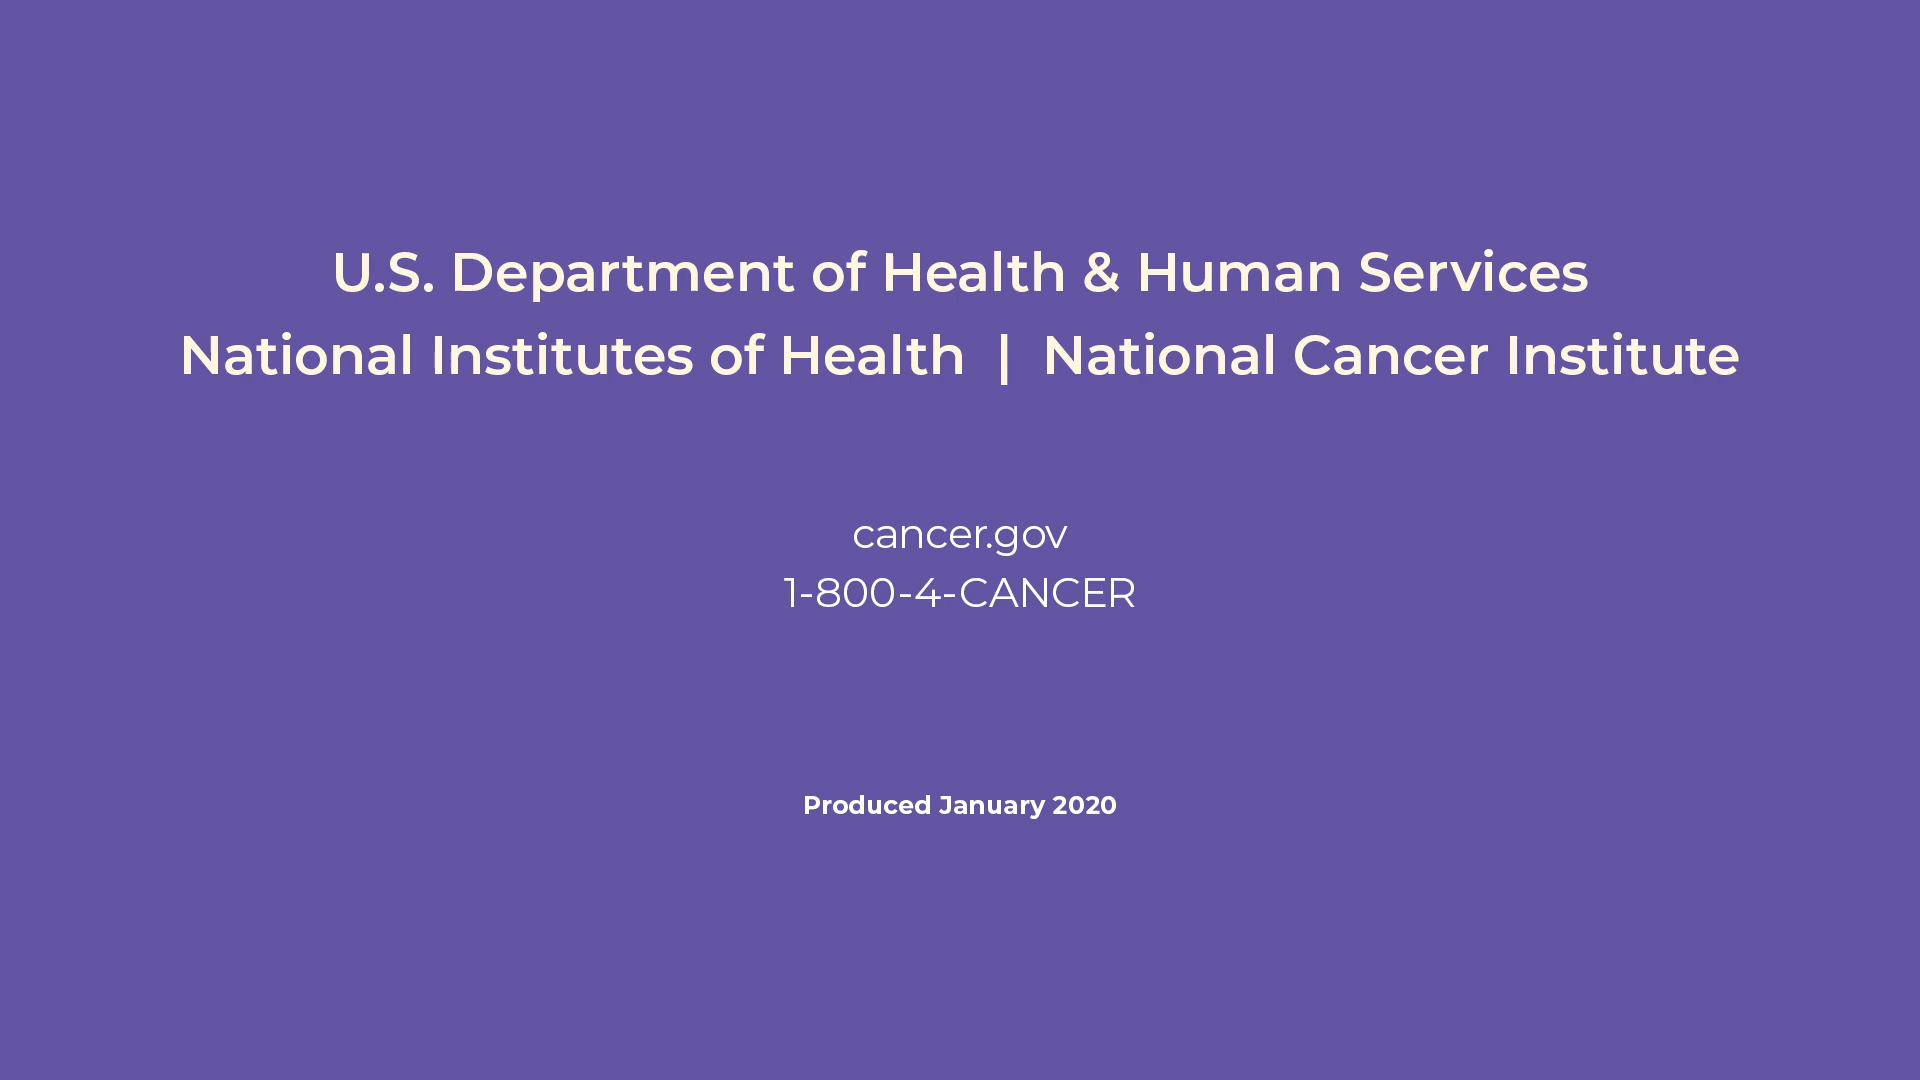 U.S. Department of Health & Human Services
National Institutes of Health | National Cancer Institute
cancer.gov
1-800-4-CANCER
Produced January 2020